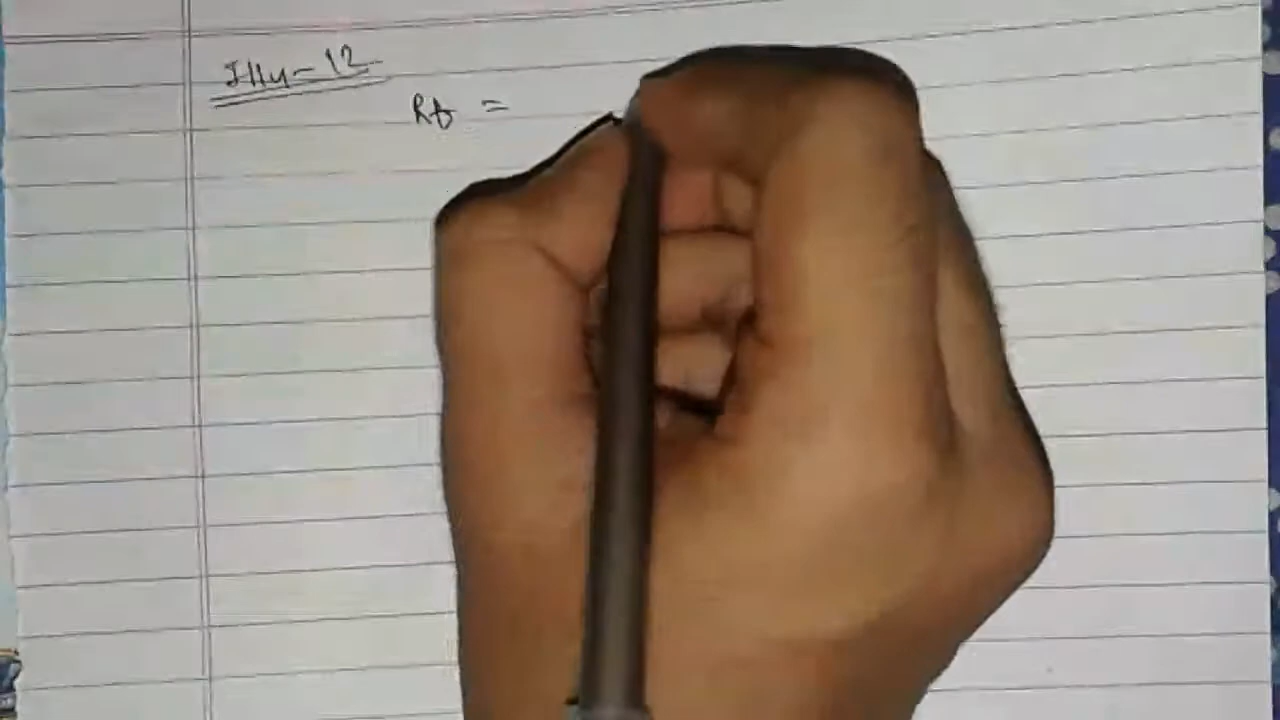 Illu-12
Rf =